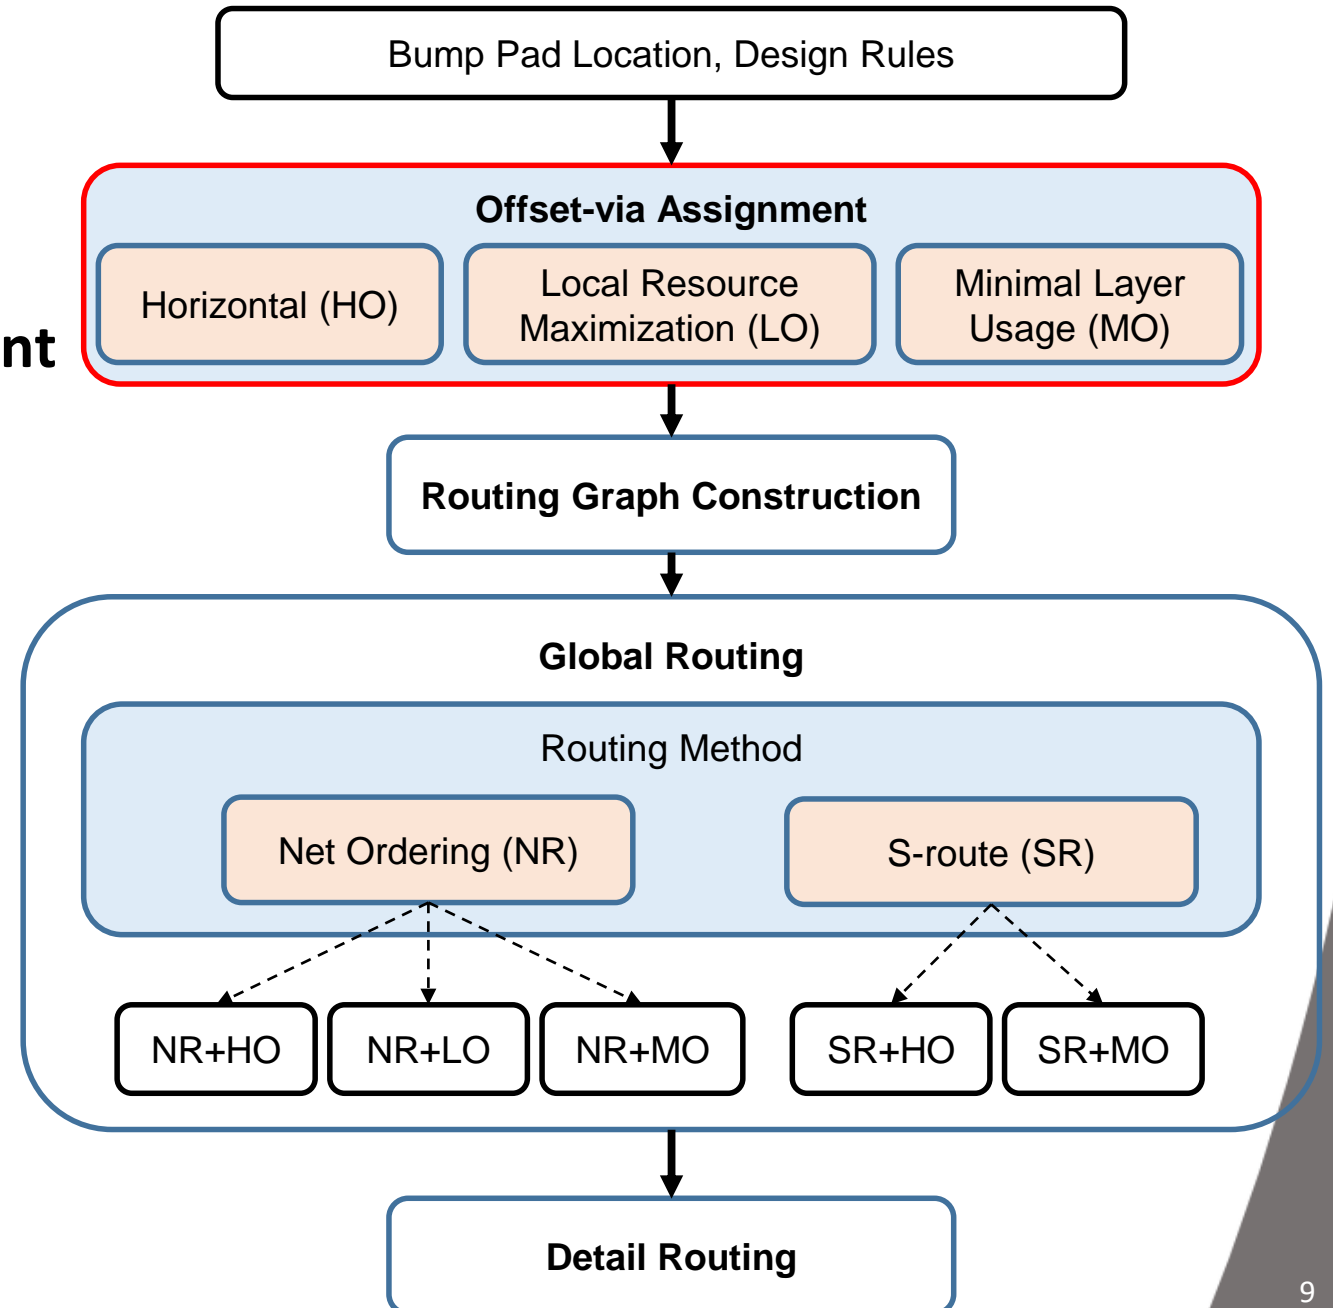 Bump Pad Location, Design Rules
Offset-via Assignment
Horizontal (HO)
Local Resource
Maximization (LO)
Minimal Layer
Usage (MO)
nt
Routing Graph Construction
Global Routing
Routing Method
Net Ordering (NR)
S-route (SR)
NR+HO
NR+LO
NR+MO
SR+HO
SR+MO
Detail Routing
9